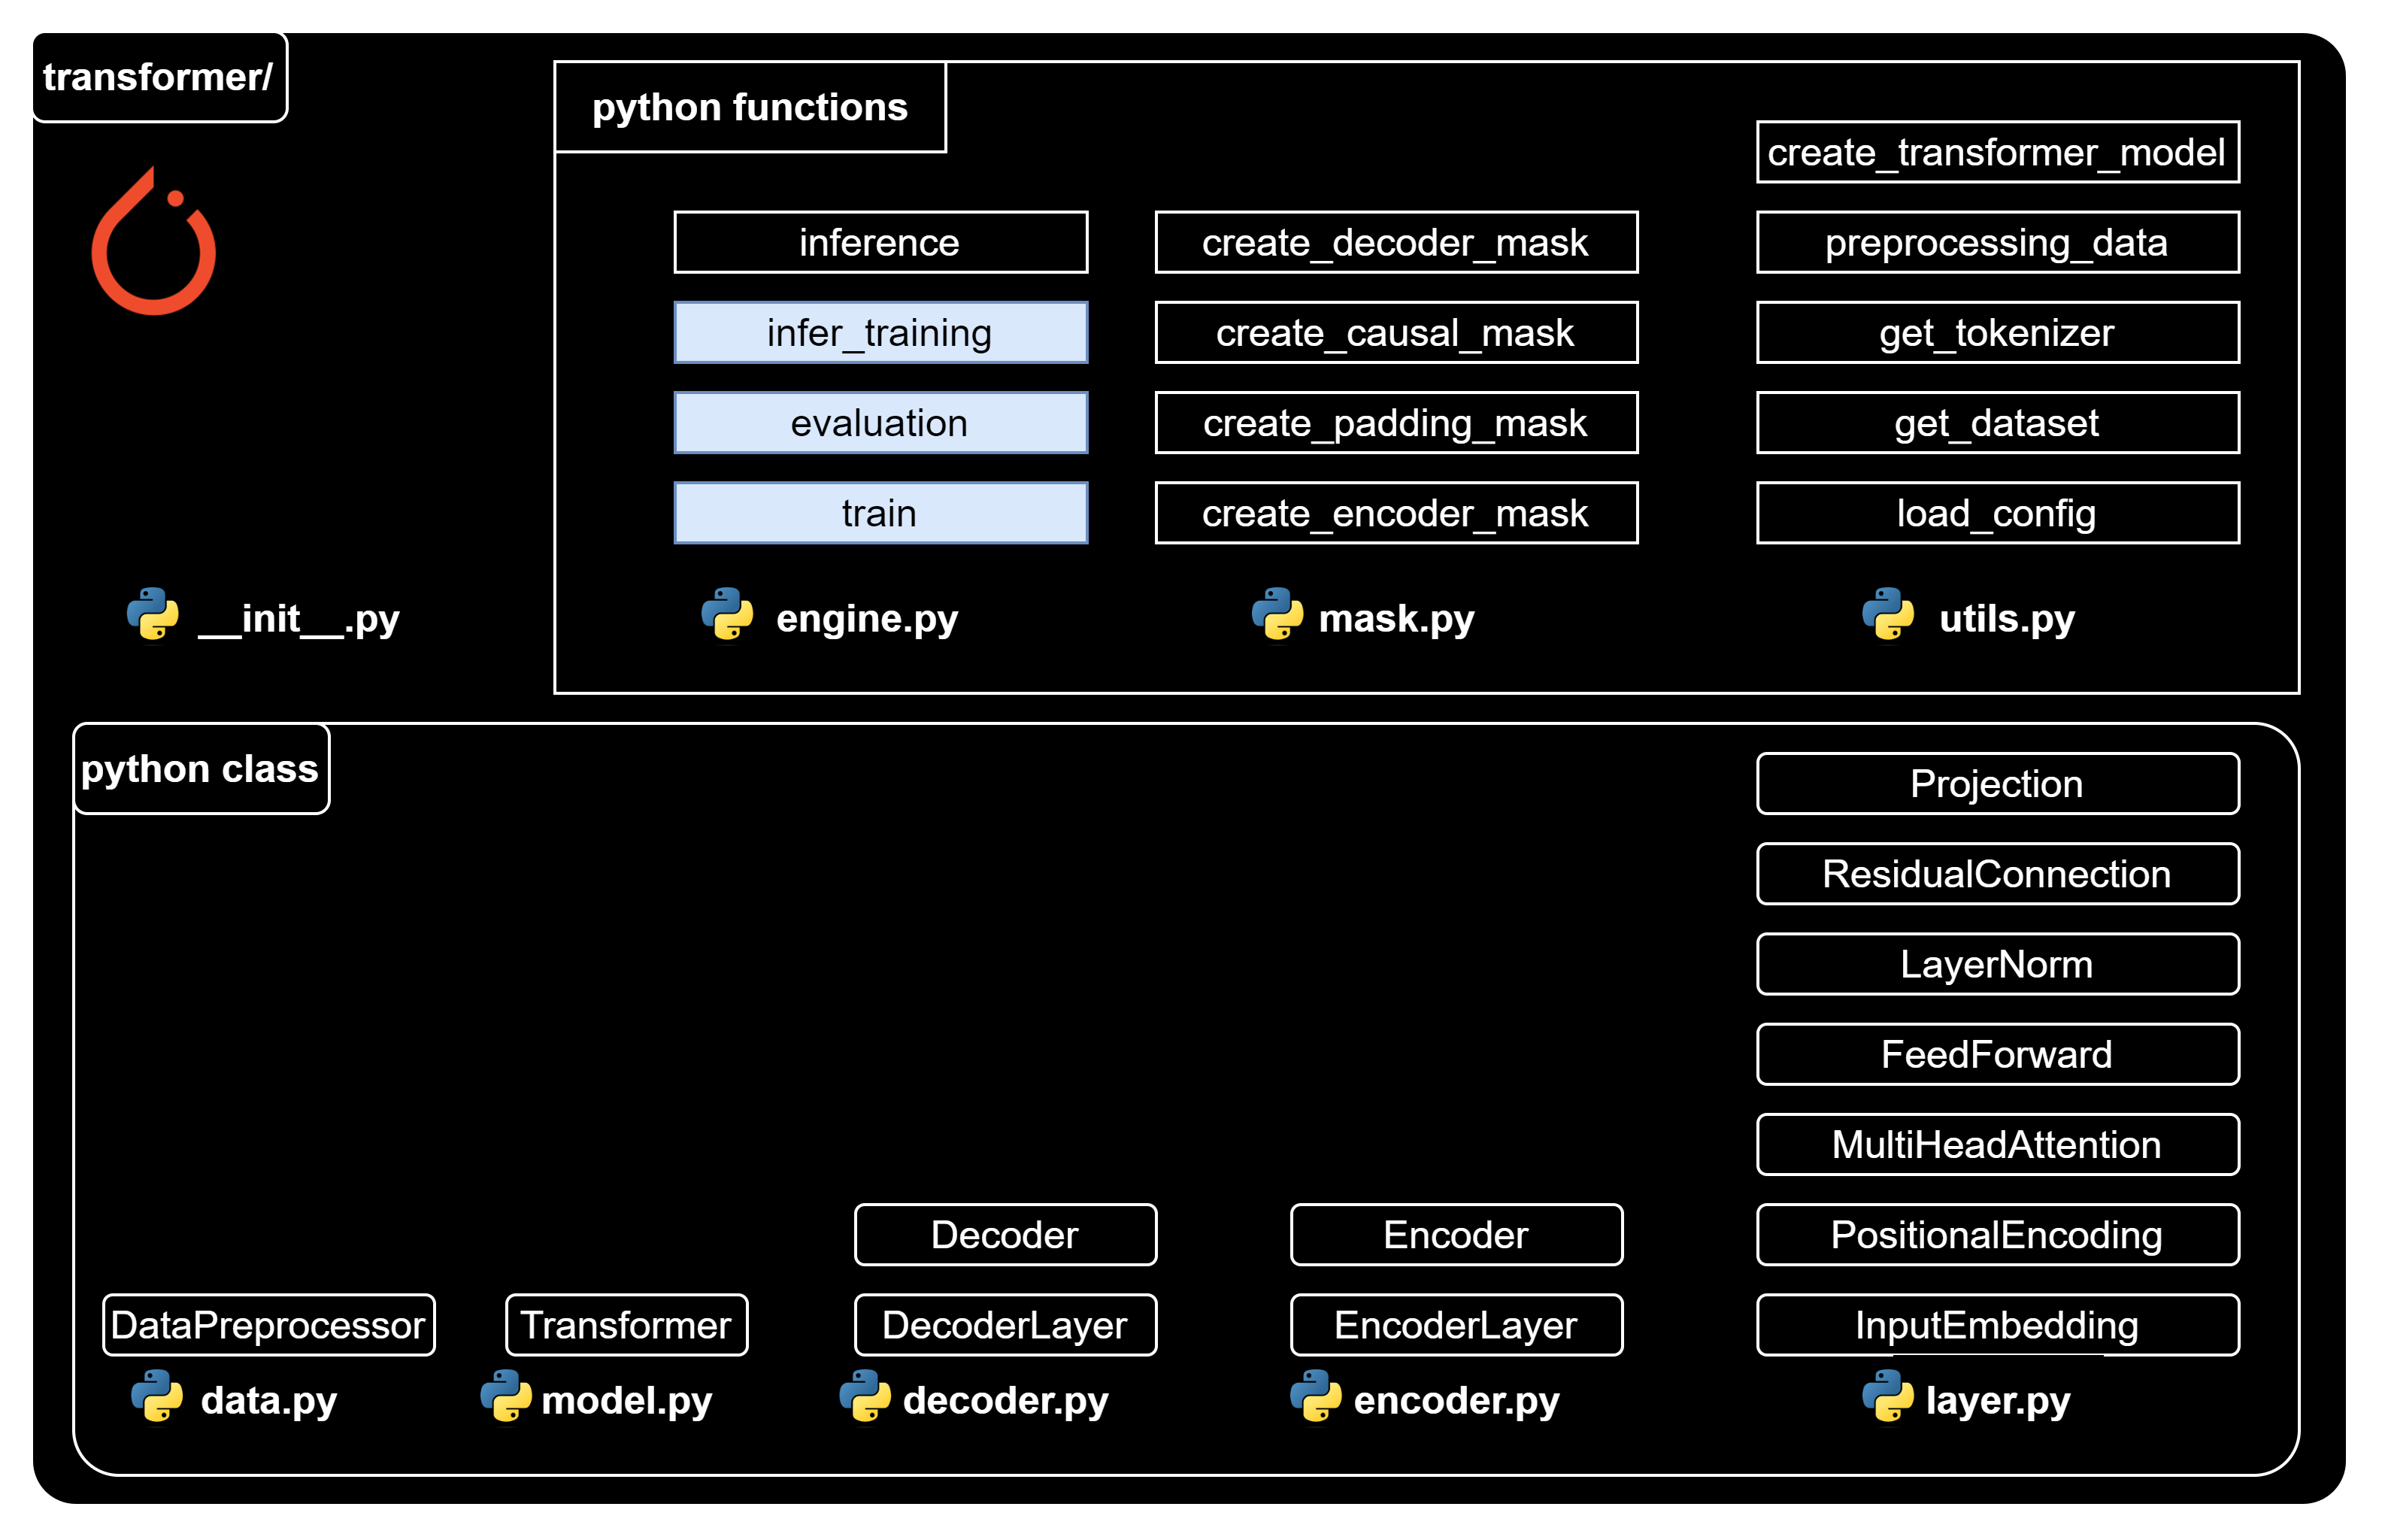 transformer/
python functions
create_transformer_model
inference
create_decoder_mask
preprocessing_data
infer_training
create_causal_mask
get_tokenizer
evaluation
create_padding_mask
get_dataset
train
create_encoder_mask
load_config
__init__.py
engine.py
mask.py
utils.py
python class
Projection
ResidualConnection
LayerNorm
FeedForward
MultiHeadAttention
Decoder
Encoder
PositionalEncoding
DataPreprocessor
Transformer
DecoderLayer
EncoderLayer
InputEmbedding
data.py
model.py
decoder.py
encoder.py
layer.py